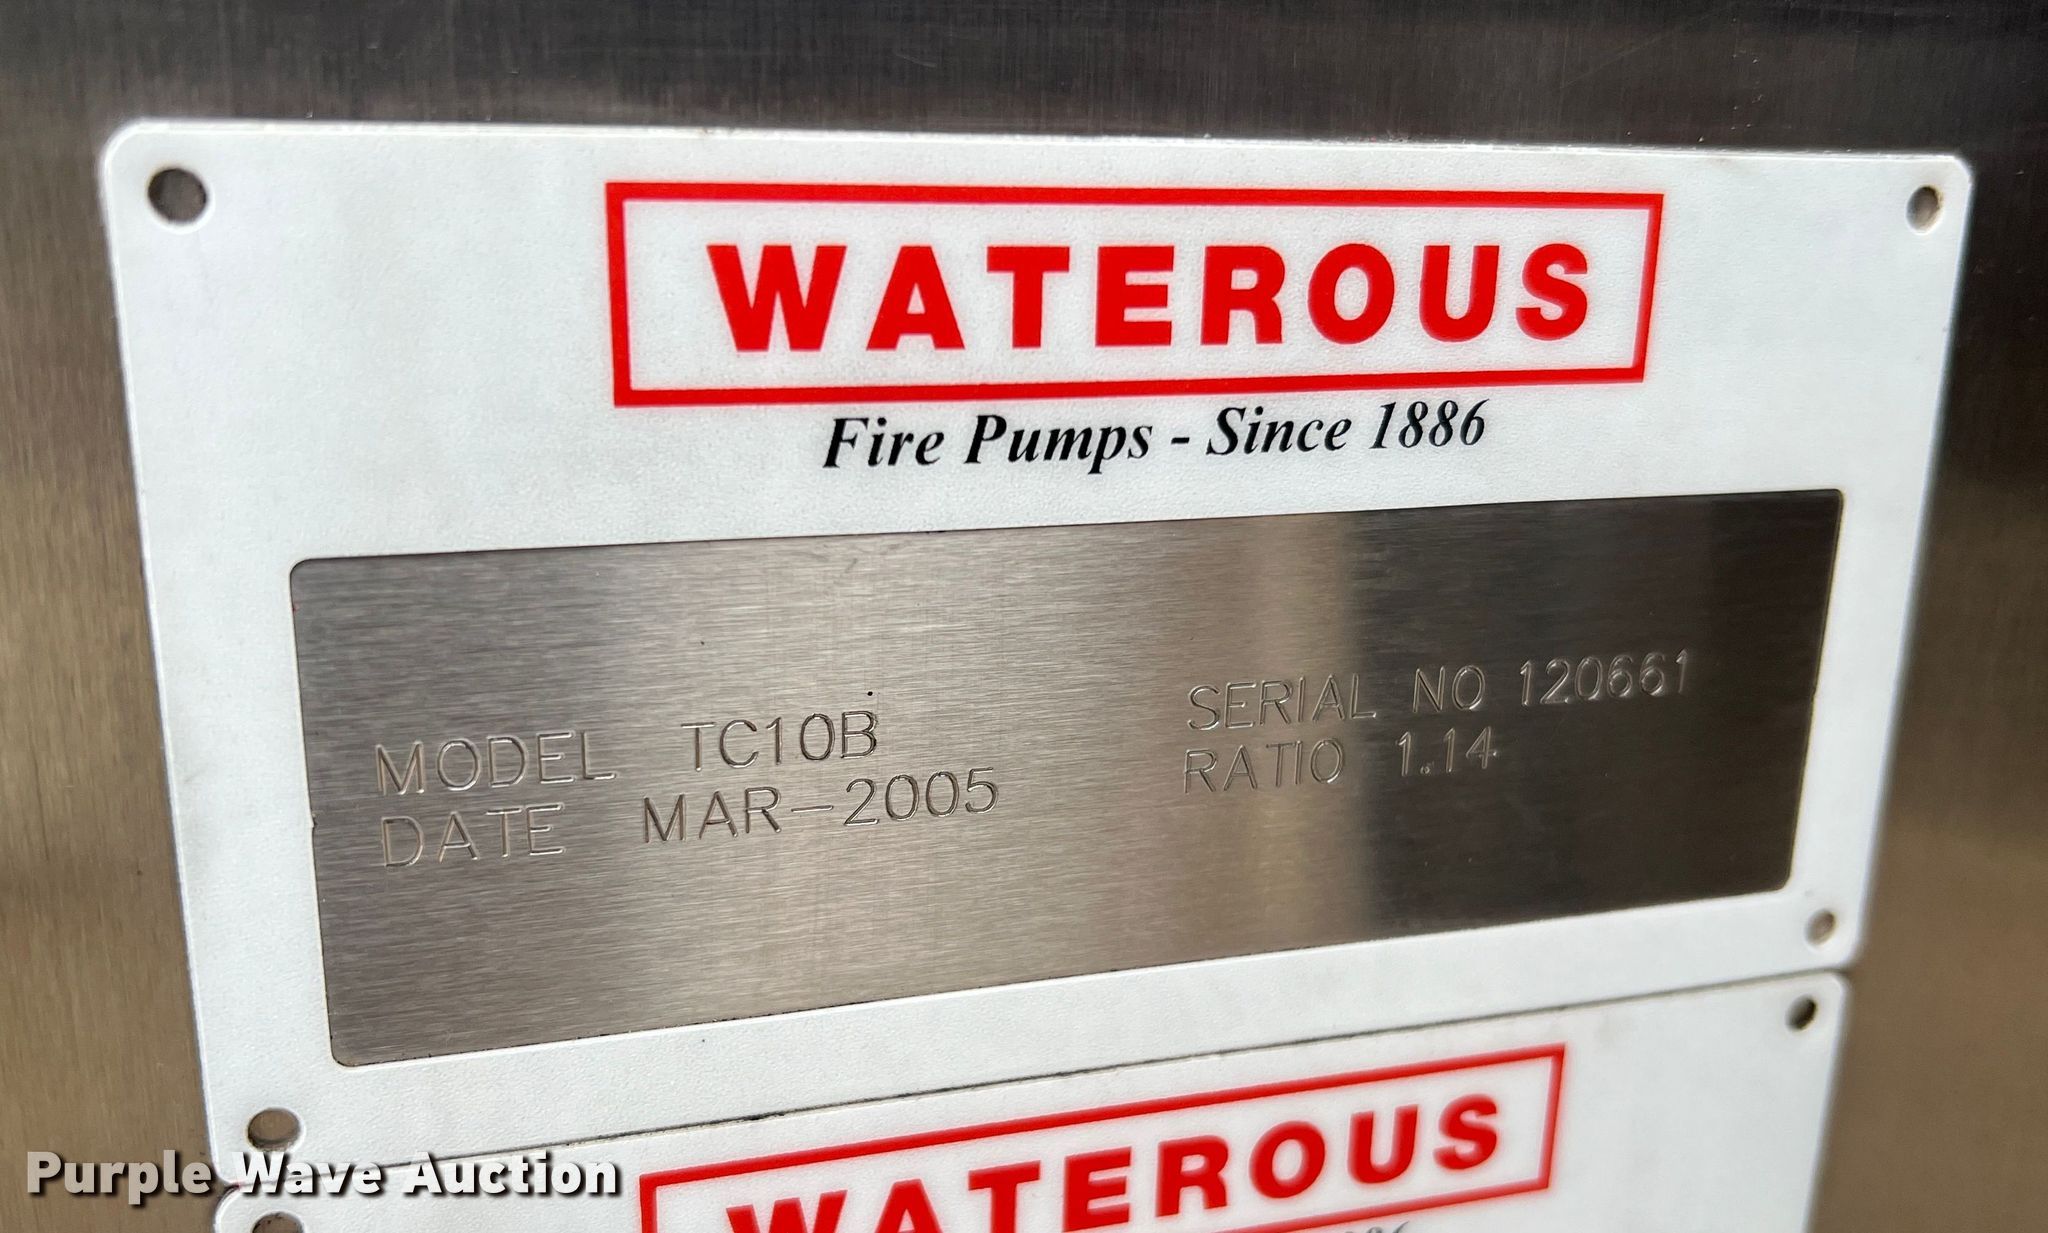 WATEROUS
Fire Pumps - Since 1886
MODEL TC10B
DATE MAR-2005
SERIAL NO 120661
RATIO 1.14
WATEROUS
Purple Wave Auction